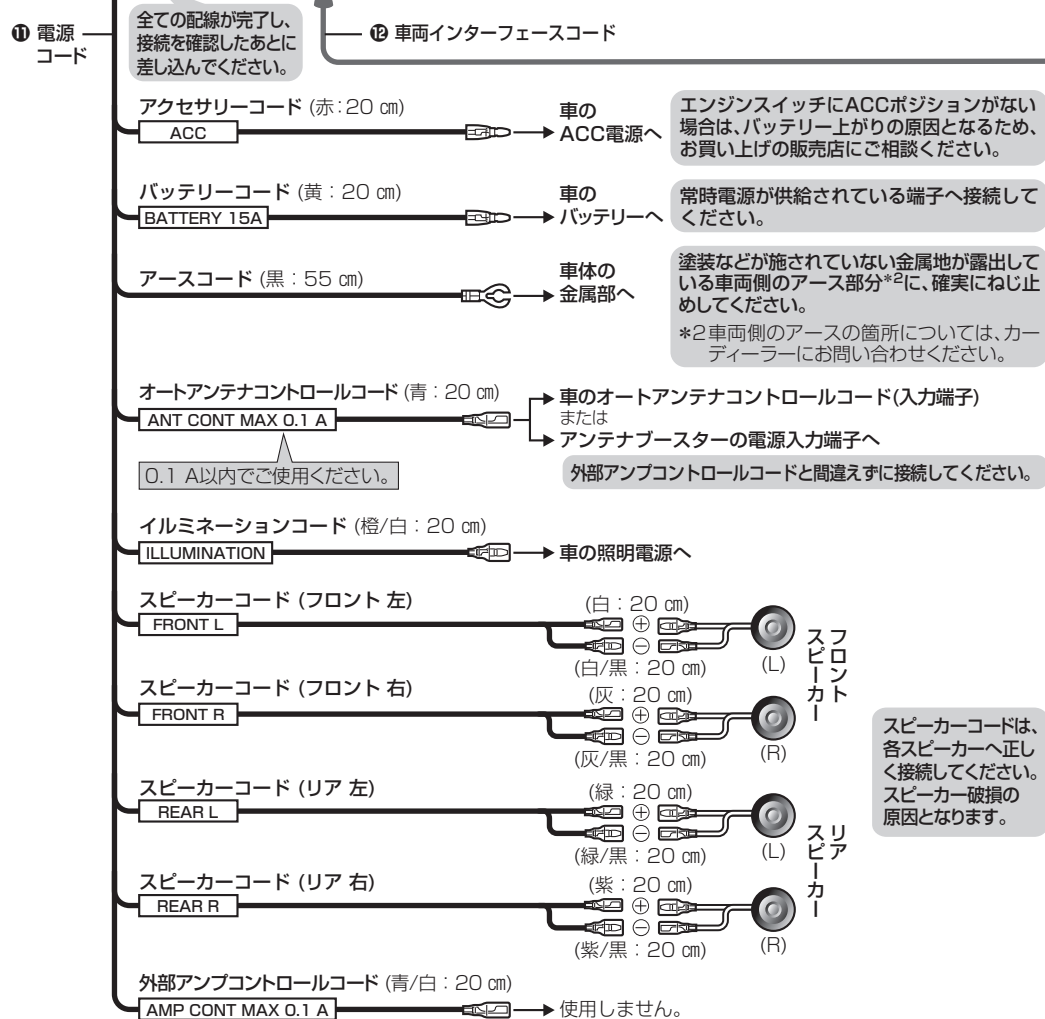 ⓫ 電源
コード
全ての配線が完了し、
接続を確認したあとに
差し込んでください。
⓬ 車両インターフェースコード
アクセサリーコード (赤：20 ㎝)
ACC
車の
ACC電源へ
エンジンスイッチにACCポジションがない
場合は、バッテリー上がりの原因となるため、
お買い上げの販売店にご相談ください。
バッテリーコード (黄：20 ㎝)
BATTERY 15A
車の
バッテリーへ
常時電源が供給されている端子へ接続して
ください。
アースコード (黒：55 ㎝)
車体の
金属部へ
塗装などが施されていない金属地が露出して
いる車両側のアース部分*2に、確実にねじ止
めしてください。
*2 車両側のアースの箇所については、カー
ディーラーにお問い合わせください。
オートアンテナコントロールコード (青：20 ㎝)
ANT CONT MAX 0.1 A
0.1 A以内でご使用ください。
車のオートアンテナコントロールコード(入力端子)
または
アンテナブースターの電源入力端子へ
外部アンプコントロールコードと間違えずに接続してください。
イルミネーションコード (橙/白：20 ㎝)
ILLUMINATION
車の照明電源へ
スピーカーコード (フロント 左)
FRONT L
(白：20 ㎝)
⊕
⊖
(白/黒：20 ㎝)
(L)
スピーカーコード (フロント 右)
FRONT R
(灰：20 ㎝)
⊕
⊖
(灰/黒：20 ㎝)
(R)
フロント
スピーカー
スピーカーコード (リア 左)
REAR L
(緑：20 ㎝)
⊕
⊖
(緑/黒：20 ㎝)
(L)
スピーカーコード (リア 右)
REAR R
(紫：20 ㎝)
⊕
⊖
(紫/黒：20 ㎝)
(R)
リア
スピーカー
スピーカーコードは、
各スピーカーへ正し
く接続してください。
スピーカー破損の
原因となります。
外部アンプコントロールコード (青/白：20 ㎝)
AMP CONT MAX 0.1 A
使用しません。